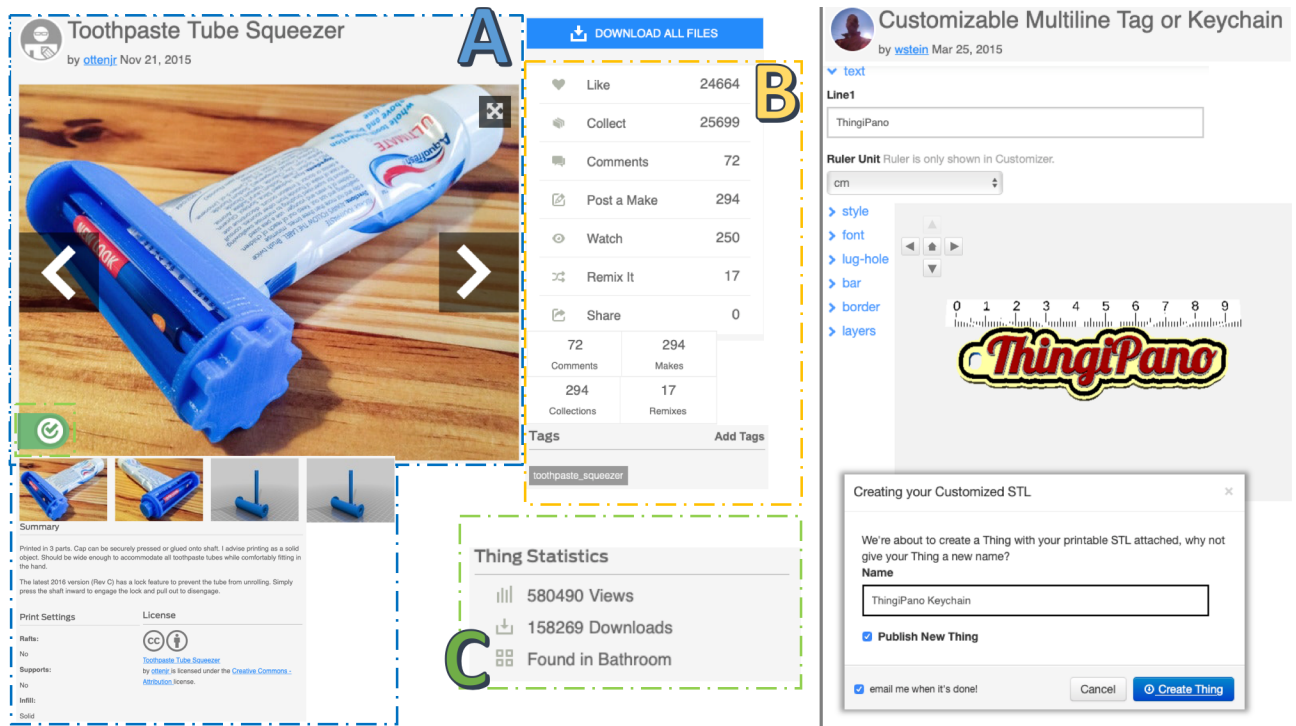 Toothpaste Tube Squeezer
by ottenjr Nov 21, 2015
A
whole tooth protection
Aquafresh
ULTIMATE
NEW LOOK
Summary
Printed in 3 parts. Cap can be securely pressed or glued onto shaft. I advise printing as a solid
object. Should be wide enough to accommodate all toothpaste tubes while comfortably fitting in
the hand.
The latest 2016 version (Rev C) has a lock feature to prevent the tube from unrolling. Simply
press the shaft inward to engage the lock and pull out to disengage.
Print Settings
Rafts:
No
Supports:
No
Infill:
Solid
License
cc
Toothpaste Tube Squeezer
by ottenjr is licensed under the Creative Commons -
Attribution license.
DOWNLOAD ALL FILES
B
Like 24664
Collect 25699
Comments 72
Post a Make 294
Watch 250
Remix It 17
Share 0
72 294
Comments Makes
294 17
Collections Remixes
Tags Add Tags
toothpaste_squeezer
Thing Statistics
580490 Views
158269 Downloads
C
Found in Bathroom
Customizable Multiline Tag or Keychain
by wstein Mar 25, 2015
text
Line1
ThingiPano
Ruler Unit Ruler is only shown in Customizer.
cm
style
font
lug-hole
bar
border
layers
0 1 2 3 4 5 6 7 8 9
ThingiPano
Creating your Customized STL ×
We're about to create a Thing with your printable STL attached, why not
give your Thing a new name?
Name
ThingiPano Keychain
Publish New Thing
email me when it's done!
Cancel
Create Thing